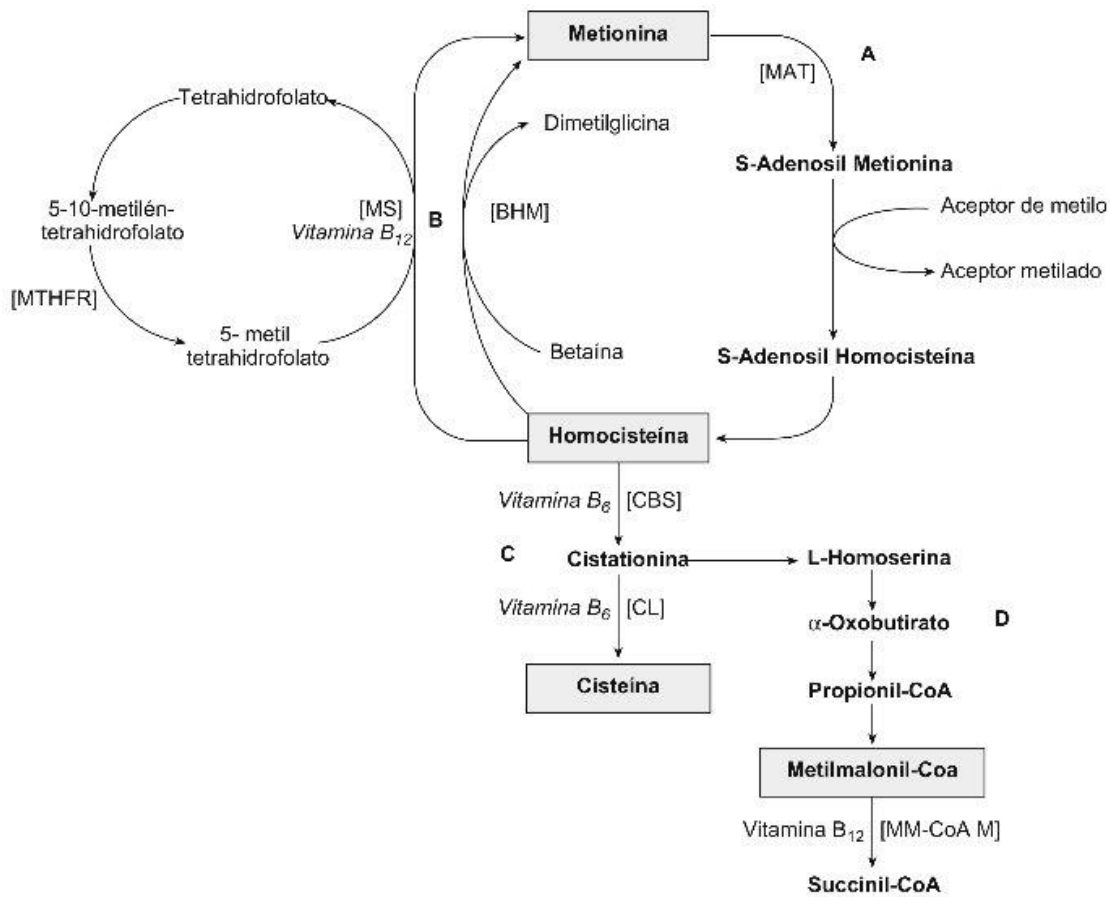 Metionina
A
[MAT]
Tetrahidrofolato
Dimetilglicina
S-Adenosil Metionina
5-10-metilén-
tetrahidrofolato
[MS]
Vitamina B12
B
[BHM]
Aceptor de metilo
Aceptor metilado
[MTHFR]
5- metil
tetrahidrofolato
Betaína
S-Adenosil Homocisteína
Homocisteína
Vitamina B6 [CBS]
C
Cistationina
L-Homoserina
Vitamina B6 [CL]
α-Oxobutirato
D
Cisteína
Propionil-CoA
Metilmalonil-Coa
Vitamina B12 [MM-CoA M]
Succinil-CoA